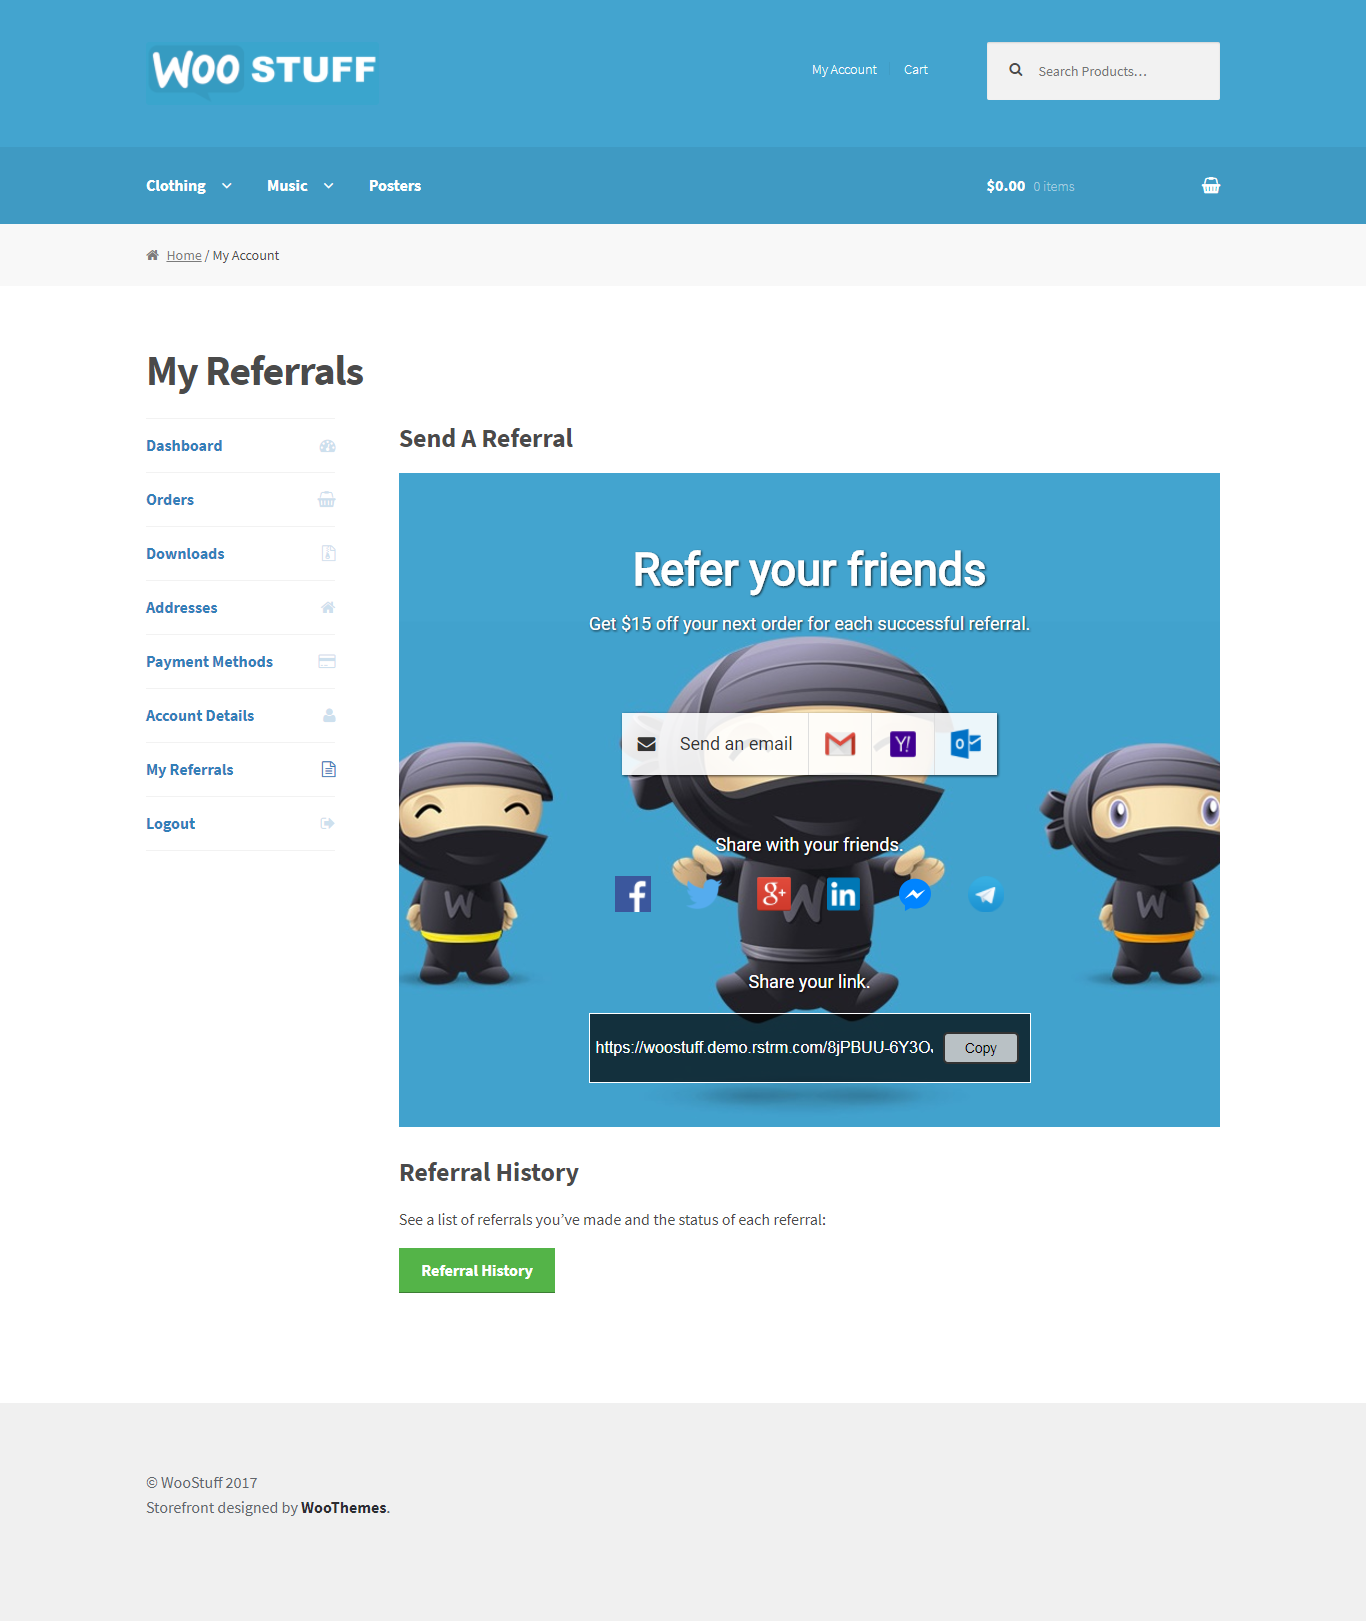 WOO STUFF
My Account
Cart
Search Products…
Clothing
Music
Posters
$0.00 0 items
Home / My Account
My Referrals
Dashboard
Orders
Downloads
Addresses
Payment Methods
Account Details
My Referrals
Logout
Send A Referral
Refer your friends
Get $15 off your next order for each successful referral.
Send an email
Y!
Share with your friends.
W
W
W
Share your link.
https://woostuff.demo.rstrm.com/8jPBUU-6Y3O
Copy
Referral History
See a list of referrals you've made and the status of each referral:
Referral History
© WooStuff 2017
Storefront designed by WooThemes.